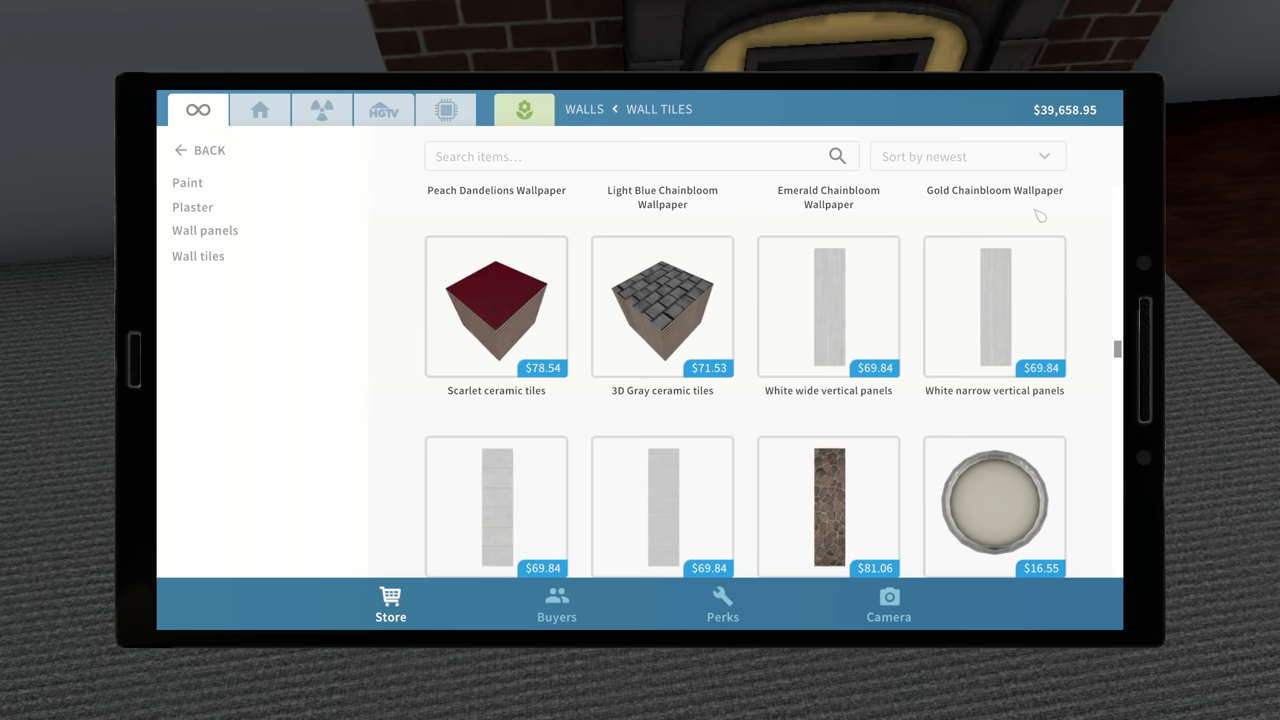 HGTV
WALLS < WALL TILES
$39,658.95
BACK
Search items...
Sort by newest
Paint
Plaster
Wall panels
Wall tiles
Peach Dandelions Wallpaper
Light Blue Chainbloom
Wallpaper
Emerald Chainbloom
Wallpaper
Gold Chainbloom Wallpaper
$78.54
$71.53
$69.84
$69.84
Scarlet ceramic tiles
3D Gray ceramic tiles
White wide vertical panels
White narrow vertical panels
$69.84
$69.84
$81.06
$16.55
Store
Buyers
Perks
Camera